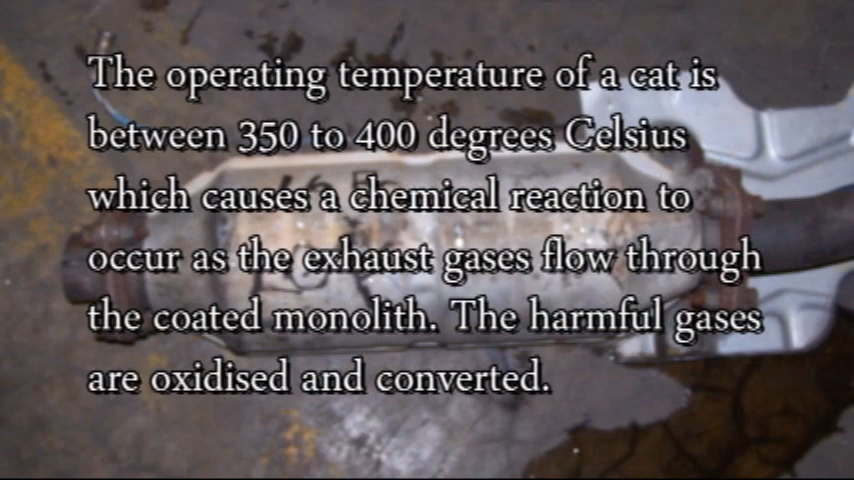 The operating temperature of a cat is
between 350 to 400 degrees Celsius
which causes a chemical reaction to
occur as the exhaust gases flow through
the coated monolith. The harmful gases
are oxidised and converted.